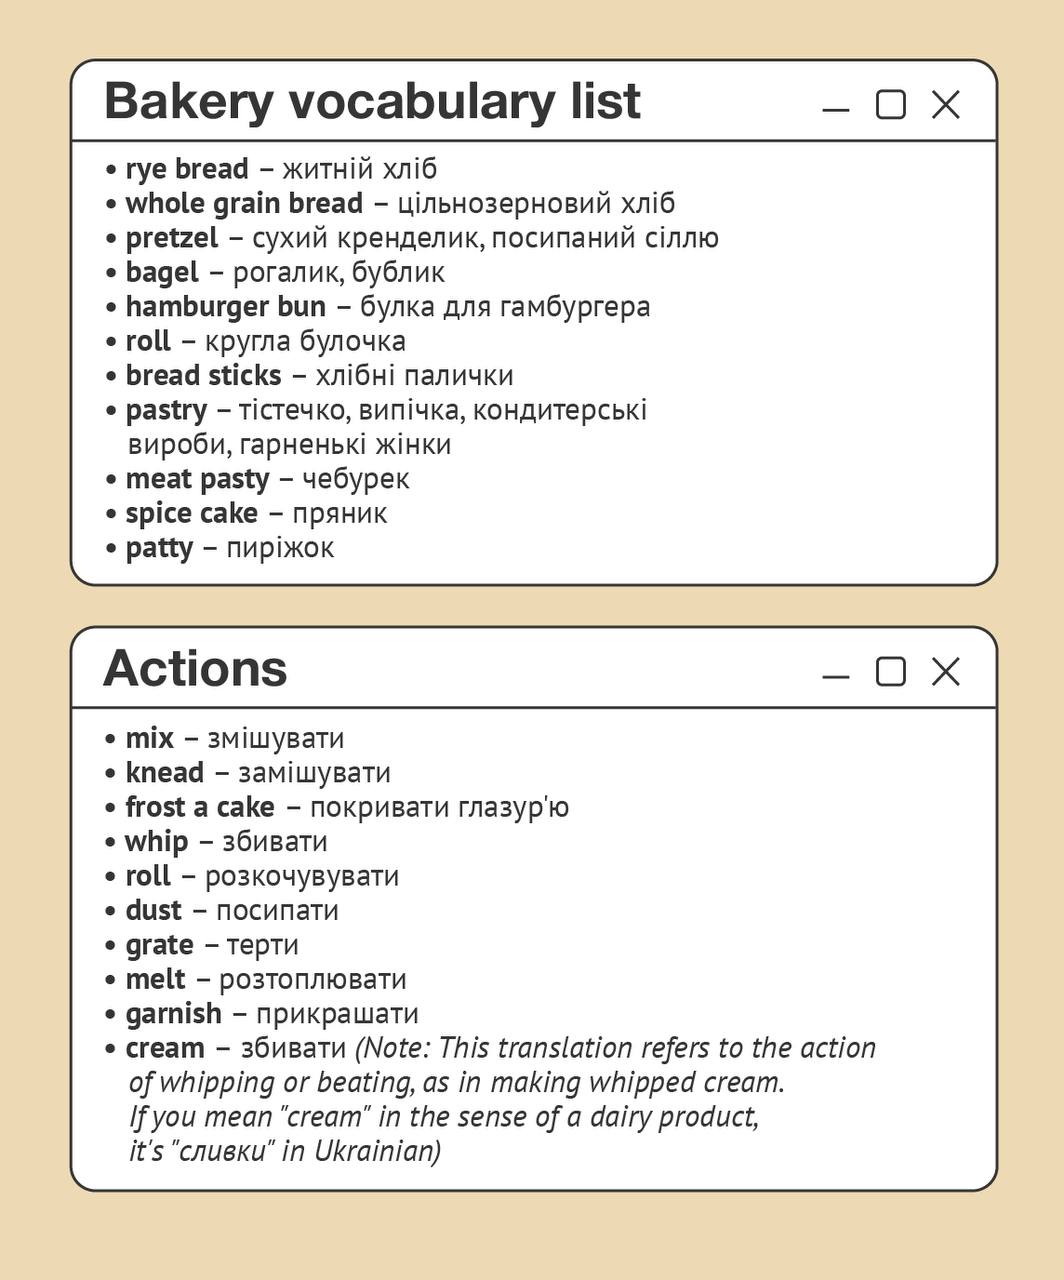 Bakery vocabulary list
• rye bread – житній хліб
• whole grain bread – цільнозерновий хліб
• pretzel – сухий кренделик, посипаний сіллю
• bagel – рогалик, бублик
• hamburger bun – булка для гамбургера
• roll – кругла булочка
• bread sticks – хлібні палички
• pastry – тістечко, випічка, кондитерські
вироби, гарненькі жінки
• meat pasty – чебурек
• spice cake – пряник
• patty – пиріжок
Actions
• mix – змішувати
• knead – замішувати
• frost a cake – покривати глазур'ю
• whip – збивати
• roll – розкочувувати
• dust – посипати
• grate – терти
• melt – розтоплювати
• garnish – прикрашати
• cream – збивати (Note: This translation refers to the action
of whipping or beating, as in making whipped cream.
If you mean "cream" in the sense of a dairy product,
it's "сливки" in Ukrainian)